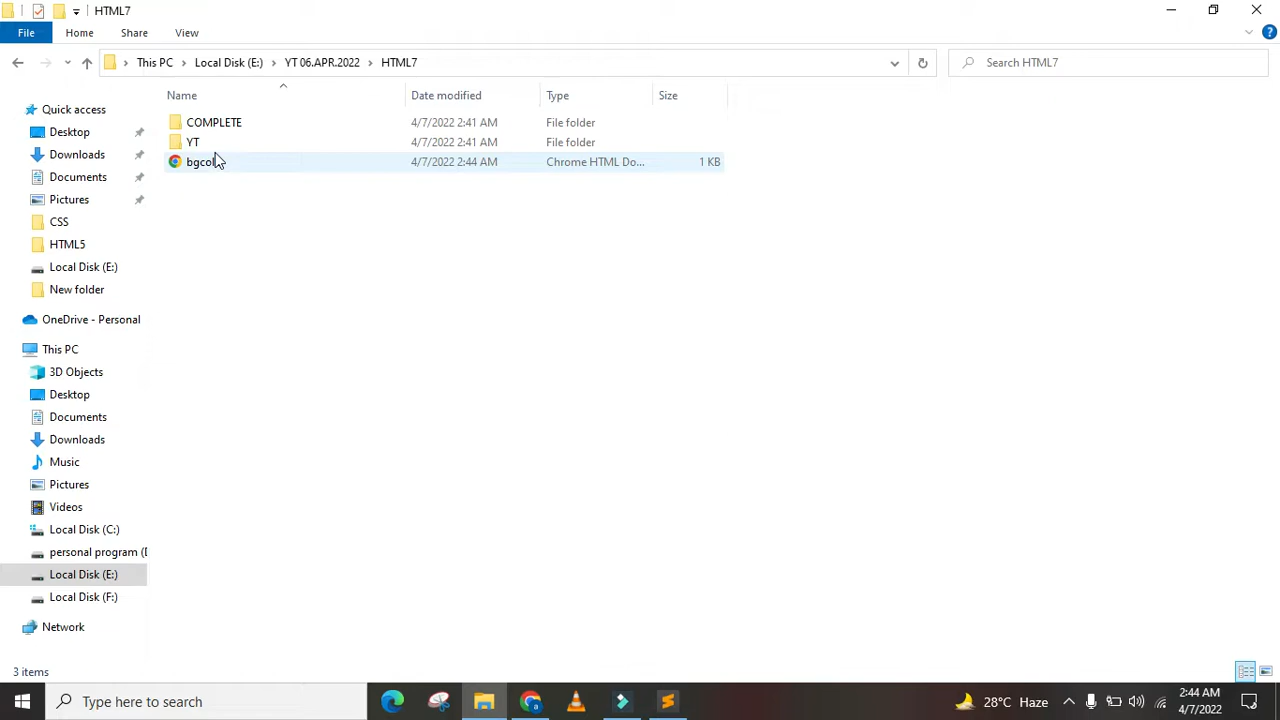 HTML7
File Home Share View
This PC Local Disk (E:) YT 06.APR.2022 HTML7 Search HTML7
Name Date modified Type Size
Quick access
Desktop
Downloads
Documents
Pictures
CSS
HTML5
Local Disk (E:)
New folder
OneDrive - Personal
This PC
3D Objects
Desktop
Documents
Downloads
Music
Pictures
Videos
Local Disk (C:)
personal program (
Local Disk (E:)
Local Disk (F:)
Network
COMPLETE 4/7/2022 2:41 AM File folder
YT 4/7/2022 2:41 AM File folder
4/7/2022 2:44 AM Chrome HTML Do... 1 KB
3 items
Type here to search
28°C Haze
2:44 AM
4/7/2022